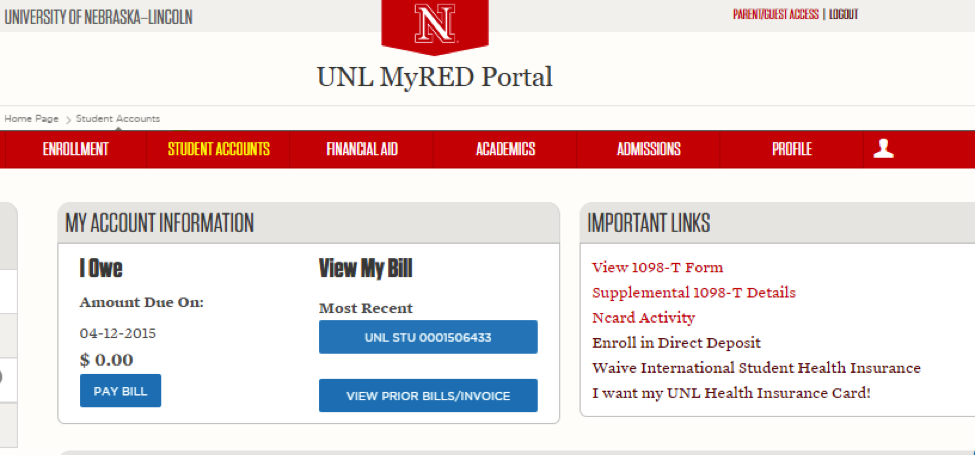 UNIVERSITY OF NEBRASKA–LINCOLN
PARENT/GUEST ACCESS | LOGOUT
N
UNL MyRED Portal
Home Page > Student Accounts
ENROLLMENT STUDENT ACCOUNTS FINANCIAL AID ACADEMICS ADMISSIONS PROFILE
MY ACCOUNT INFORMATION
I Owe
Amount Due On:
04-12-2015
$ 0.00
PAY BILL
View My Bill
Most Recent
UNL STU 0001506433
VIEW PRIOR BILLS/INVOICE
IMPORTANT LINKS
View 1098-T Form
Supplemental 1098-T Details
Ncard Activity
Enroll in Direct Deposit
Waive International Student Health Insurance
I want my UNL Health Insurance Card!